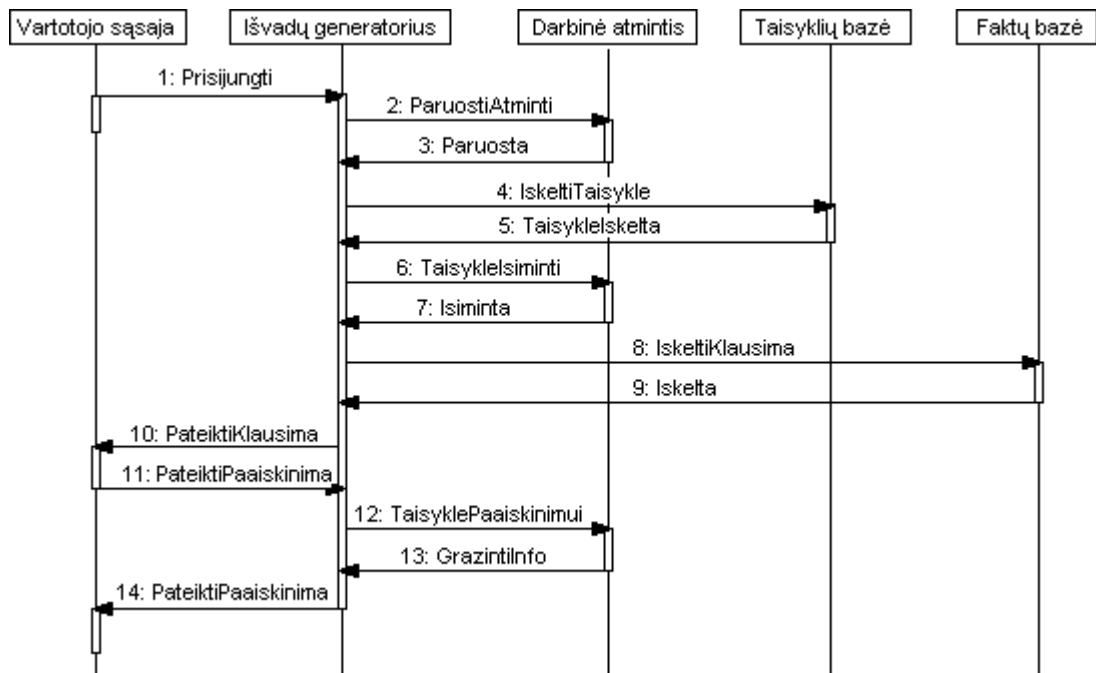 Vartotojo sąsaja
Išvadų generatorius
Darbinė atmintis
Taisyklių bazė
Faktų bazė
1: Prisijungti
2: ParuostiAtminti
3: Paruosta
4: IskeltiTaisykle
5: TaisykleIskelta
6: TaisykleIsiminti
7: Isiminta
8: IskeltiKlausima
9: Iskelta
10: PateiktiKlausima
11: PateiktiPaaiskinima
12: TaisyklePaaiskinimui
13: GrazintiInfo
14: PateiktiPaaiskinima